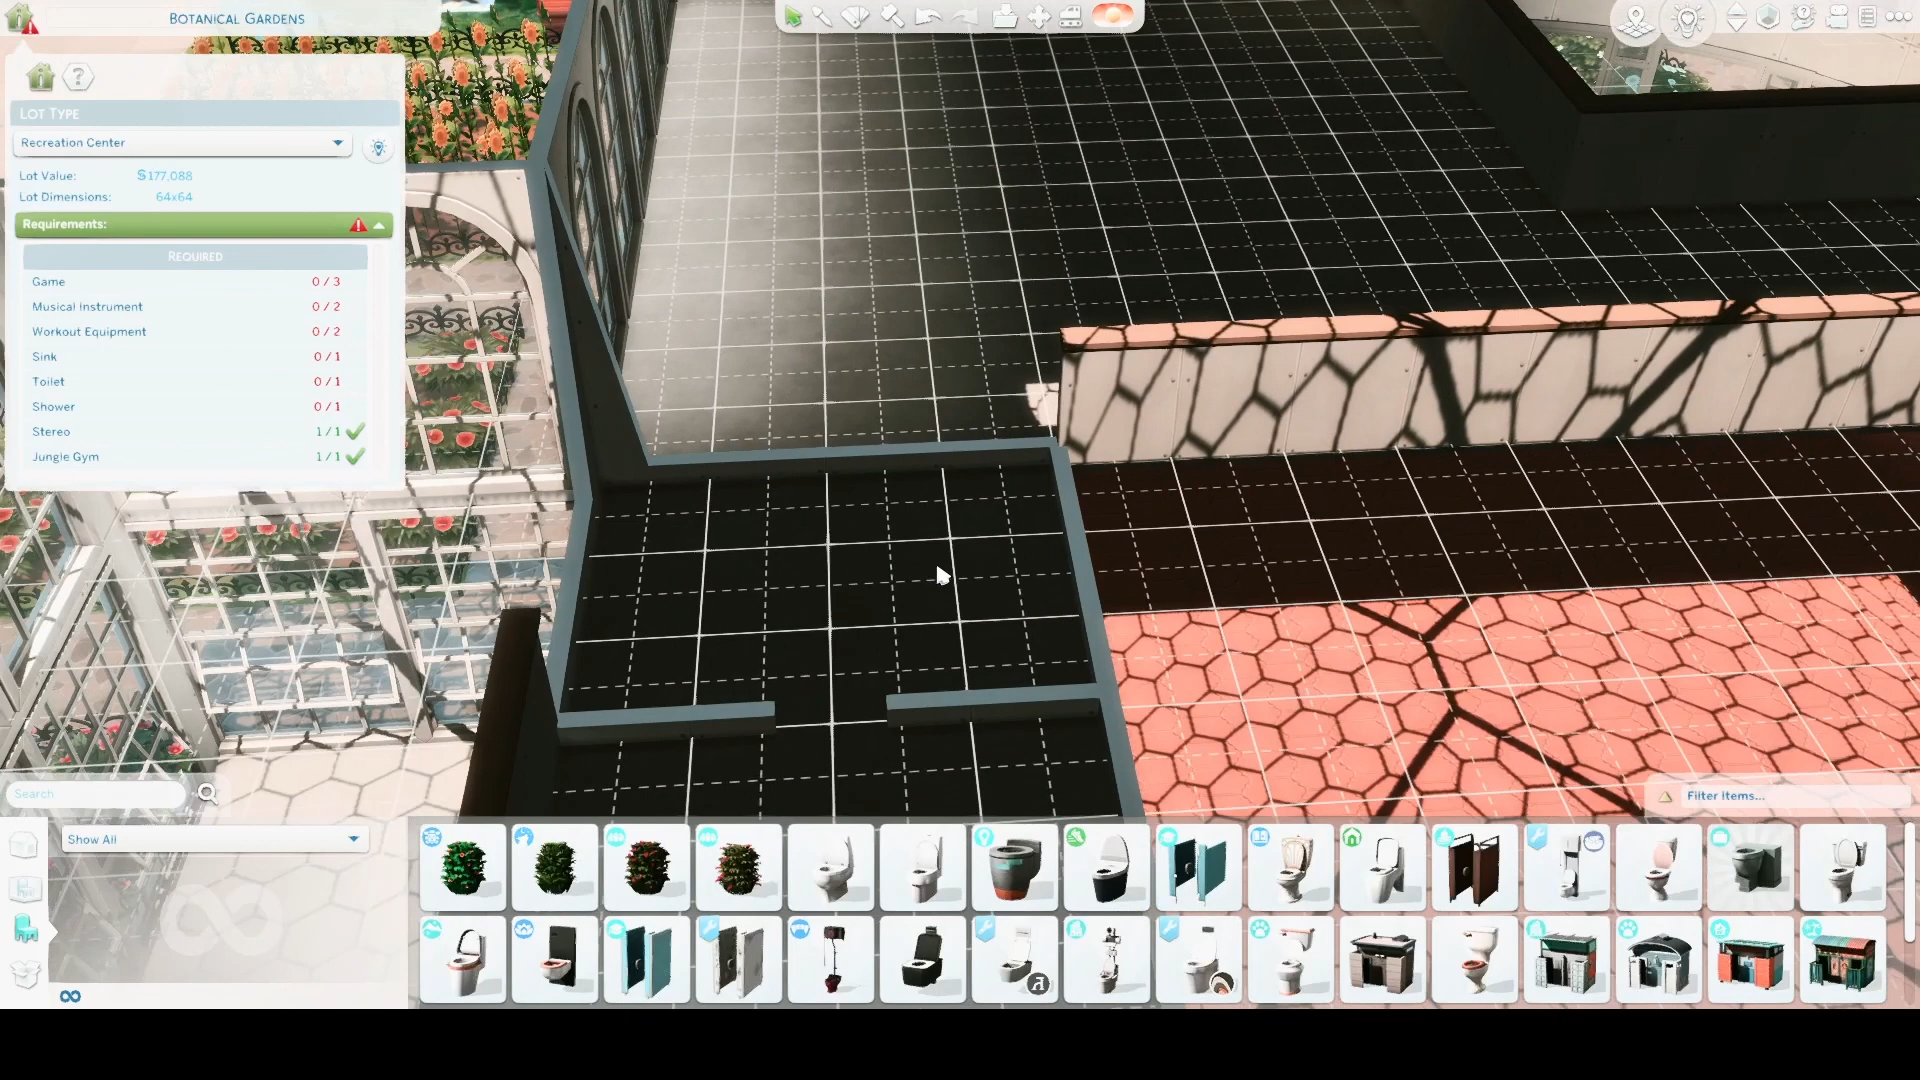 Botanical Gardens
Lot Type
Recreation Center
Lot Value: §177,088
Lot Dimensions: 64x64
Requirements:
Required
Game 0 / 3
Musical Instrument 0 / 2
Workout Equipment 0 / 2
Sink 0 / 1
Toilet 0 / 1
Shower 0 / 1
Stereo 1 / 1
Jungle Gym 1 / 1
Search
Filter Items...
Show All